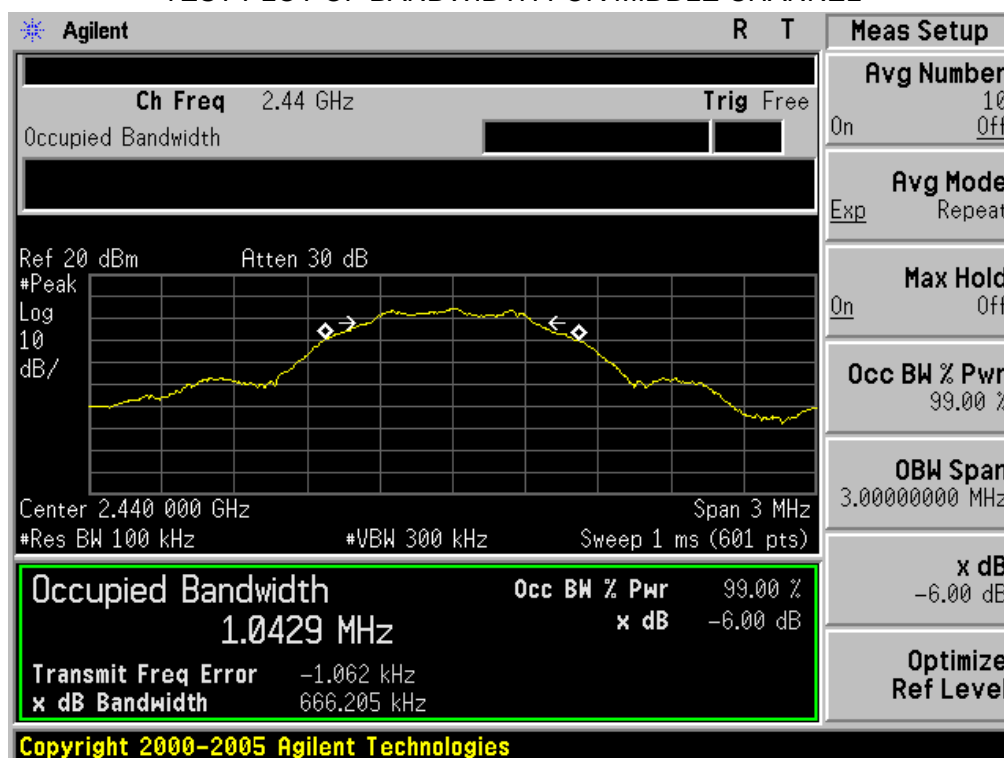 Agilent R T
Ch Freq 2.44 GHz Trig Free
Occupied Bandwidth
Ref 20 dBm Atten 30 dB
#Peak
Log
10
dB/
Center 2.440 000 GHz Span 3 MHz
#Res BW 100 kHz #VBW 300 kHz Sweep 1 ms (601 pts)
Occupied Bandwidth Occ BW % Pwr 99.00 %
1.0429 MHz x dB -6.00 dB
Transmit Freq Error -1.062 kHz
x dB Bandwidth 666.205 kHz
Copyright 2000-2005 Agilent Technologies
Meas Setup
Avg Number
10
On Off
Avg Mode
Exp Repeat
Max Hold
On Off
Occ BW % Pwr
99.00 %
OBW Span
3.00000000 MHz
x dB
-6.00 dB
Optimize
Ref Level